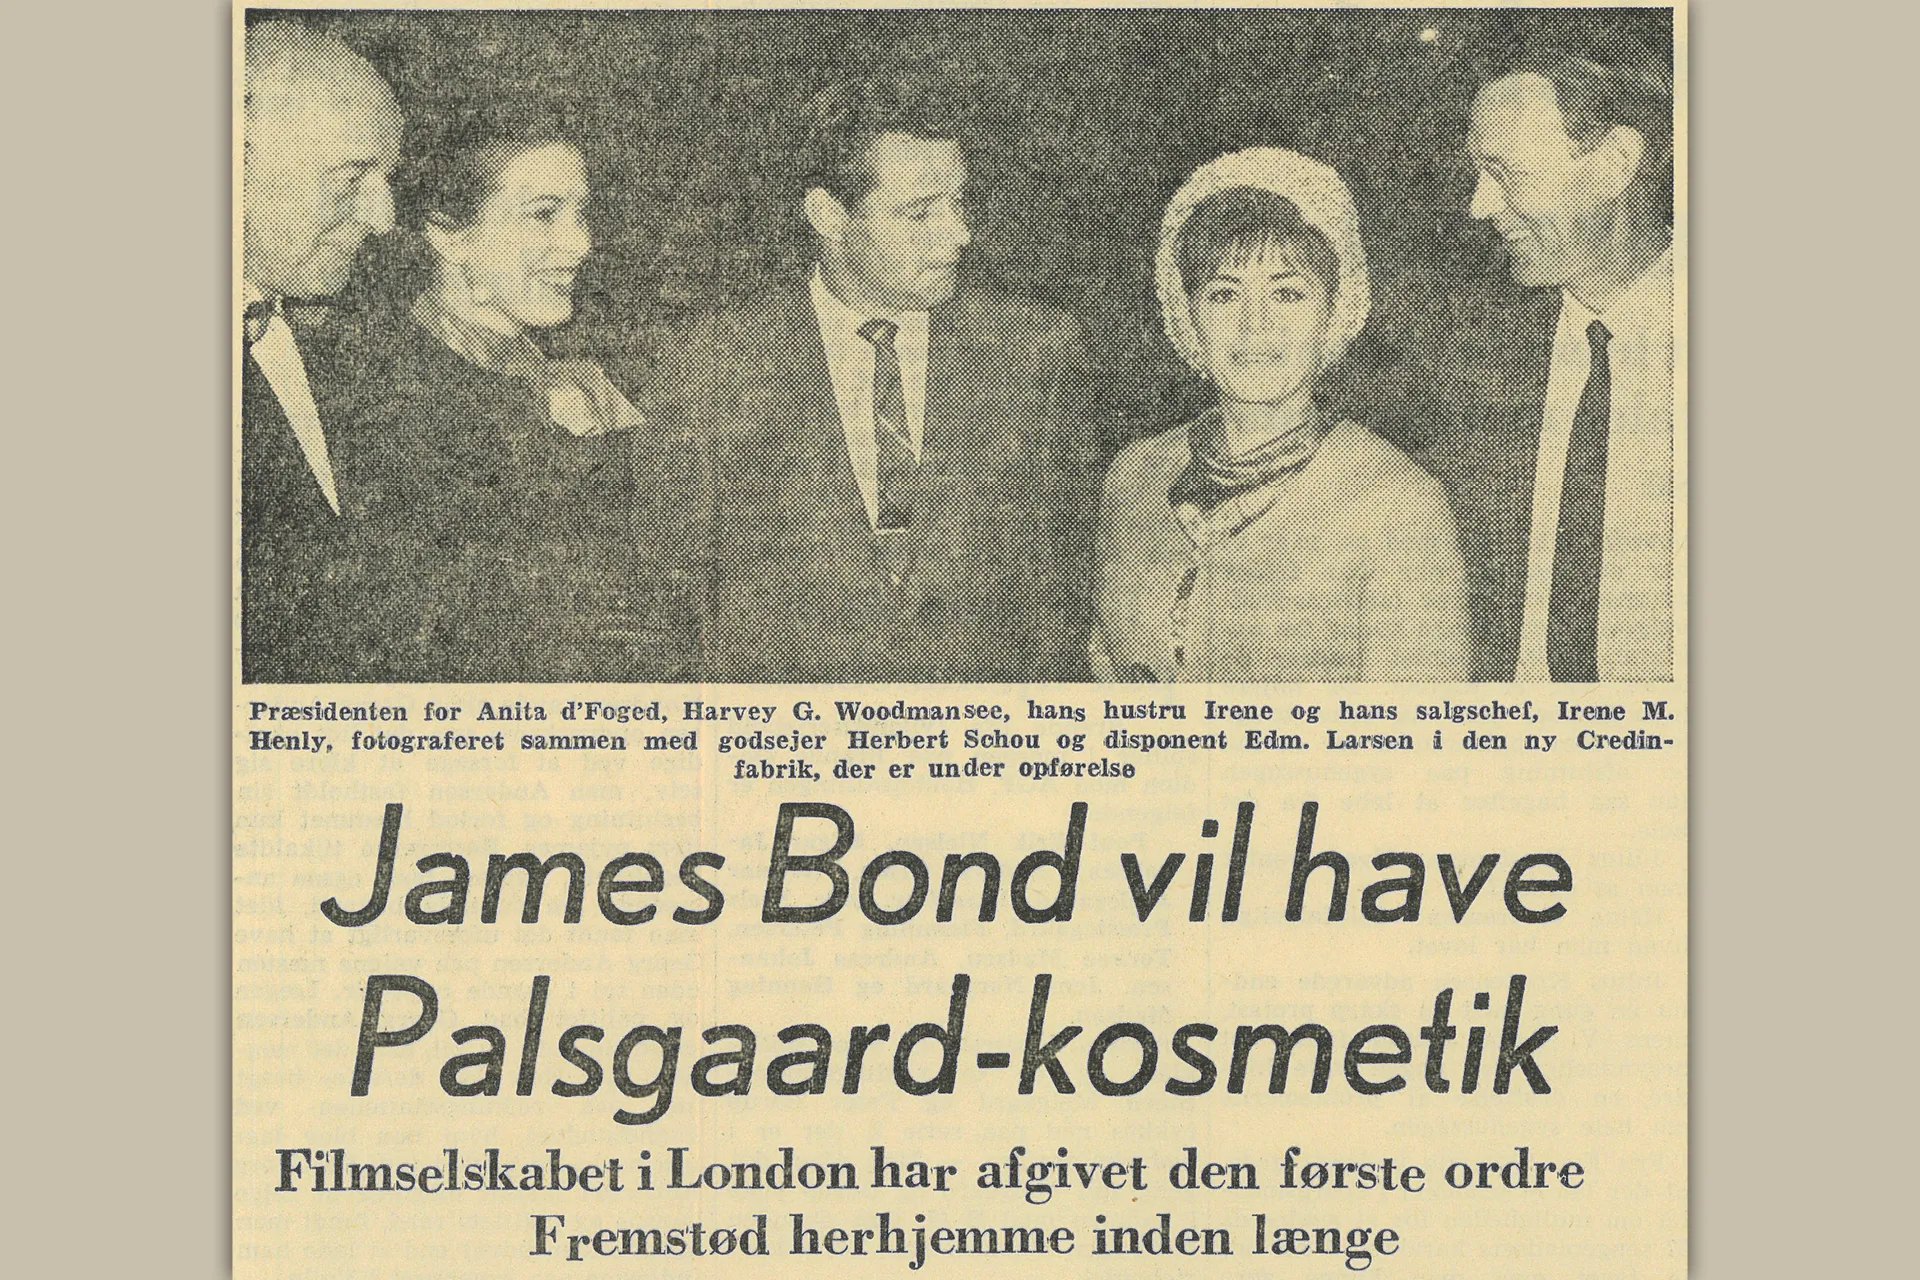 Præsidenten for Anita d'Foged, Harvey G. Woodmansee, hans hustru Irene og hans salgschef, Irene M.
Henly, fotograferet sammen med godsejer Herbert Schou og disponent Edm. Larsen i den ny Credin-
fabrik, der er under opførelse
James Bond vil have
Palsgaard-kosmetik
Filmselskabet i London har afgivet den første ordre
Fremstød herhjemme inden længe